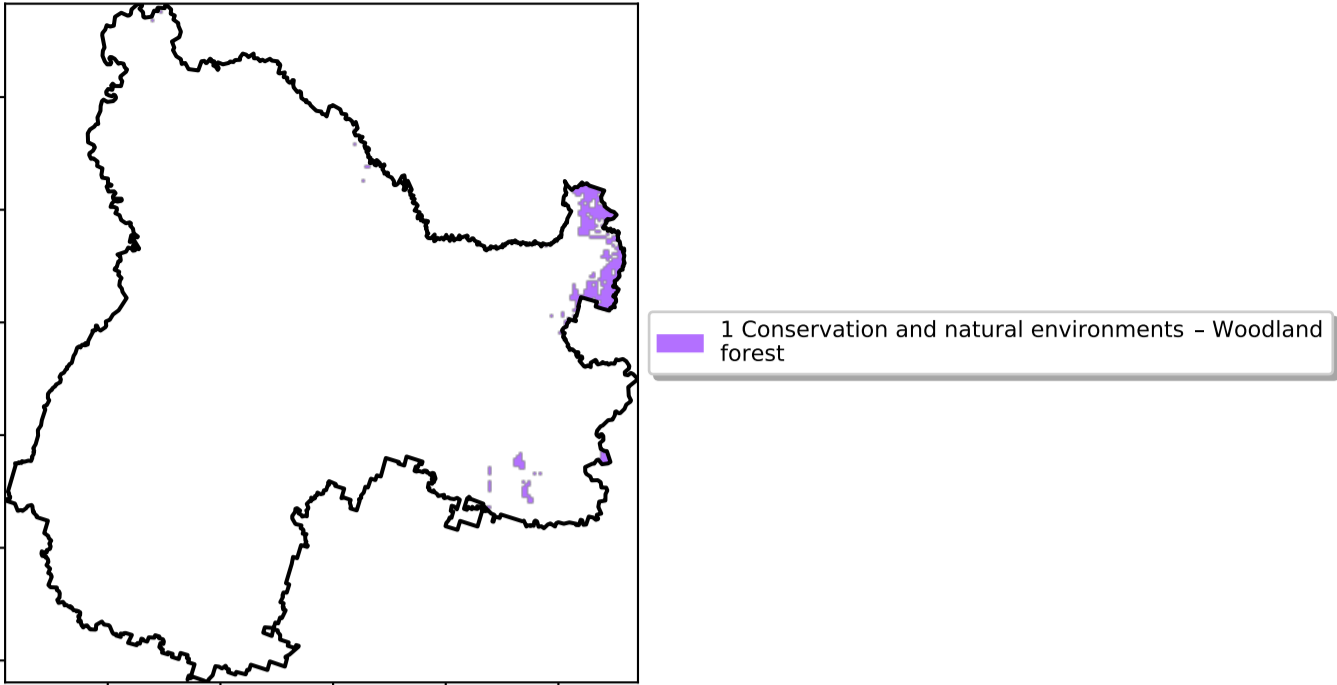 1 Conservation and natural environments – Woodland
forest